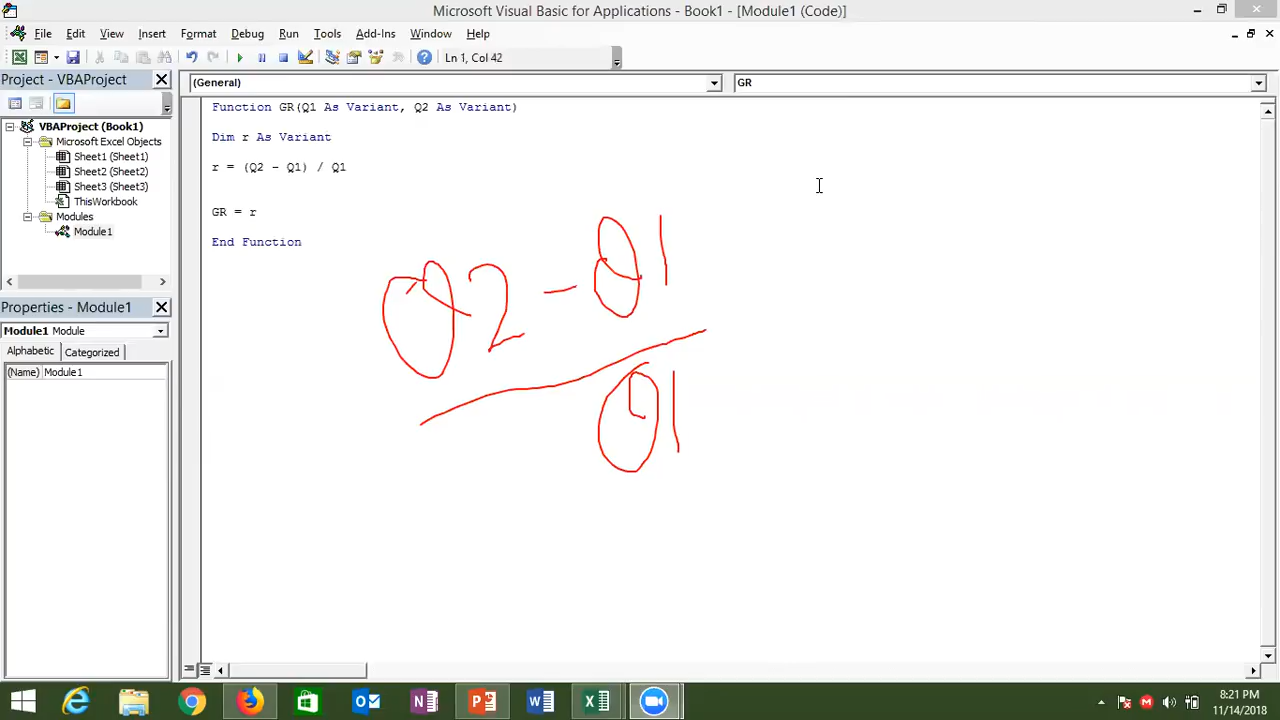 Microsoft Visual Basic for Applications - Book1 - [Module1 (Code)]
File Edit View Insert Format Debug Run Tools Add-Ins Window Help
Ln 1, Col 42
Project - VBAProject
(General)
GR
VBAProject (Book1)
Microsoft Excel Objects
Sheet1 (Sheet1)
Sheet2 (Sheet2)
Sheet3 (Sheet3)
ThisWorkbook
Modules
Module1
Properties - Module1
Module1 Module
Alphabetic Categorized
(Name) Module1
Function GR(Q1 As Variant, Q2 As Variant)
Dim r As Variant
r = (Q2 - Q1) / Q1
GR = r
End Function
Q2 - Q1
Q1
8:21 PM
11/14/2018